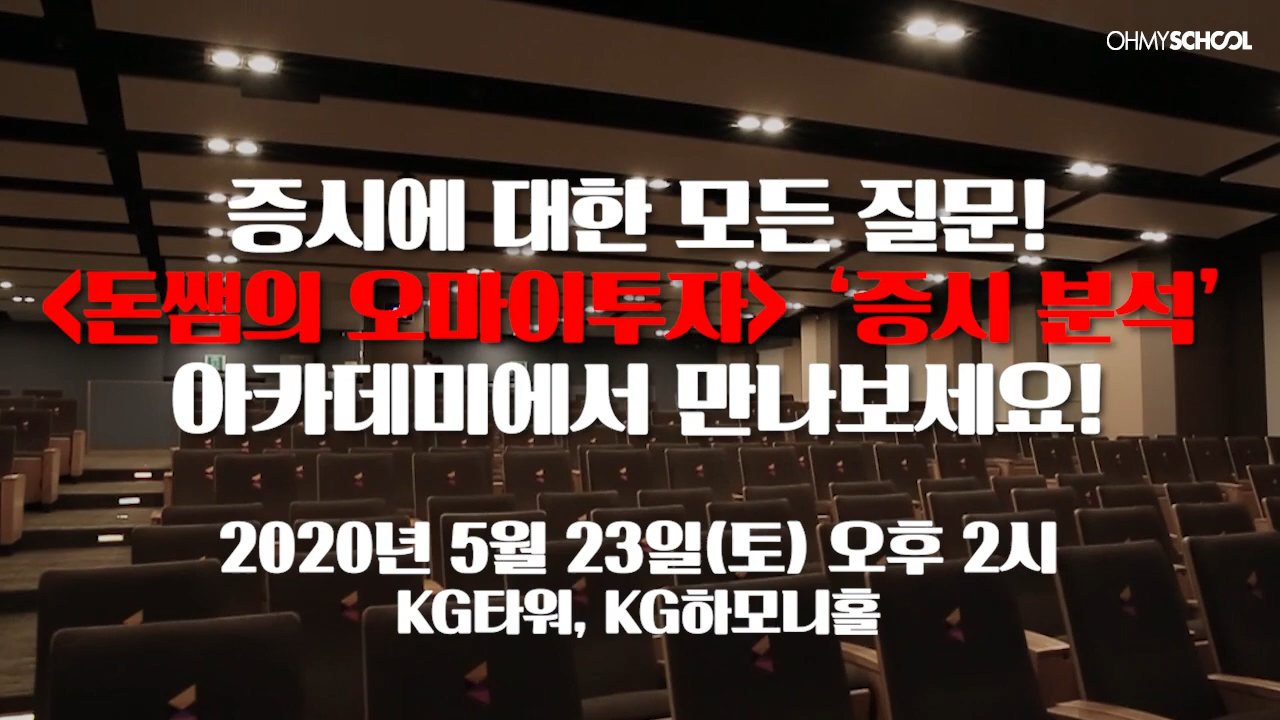 OHMYSCHOOL
증시에 대한 모든 질문!
<돈쌤의 오마이투자> ‘증시 분석’
아카데미에서 만나보세요!
2020년 5월 23일(토) 오후 2시
KG타워, KG하모니홀